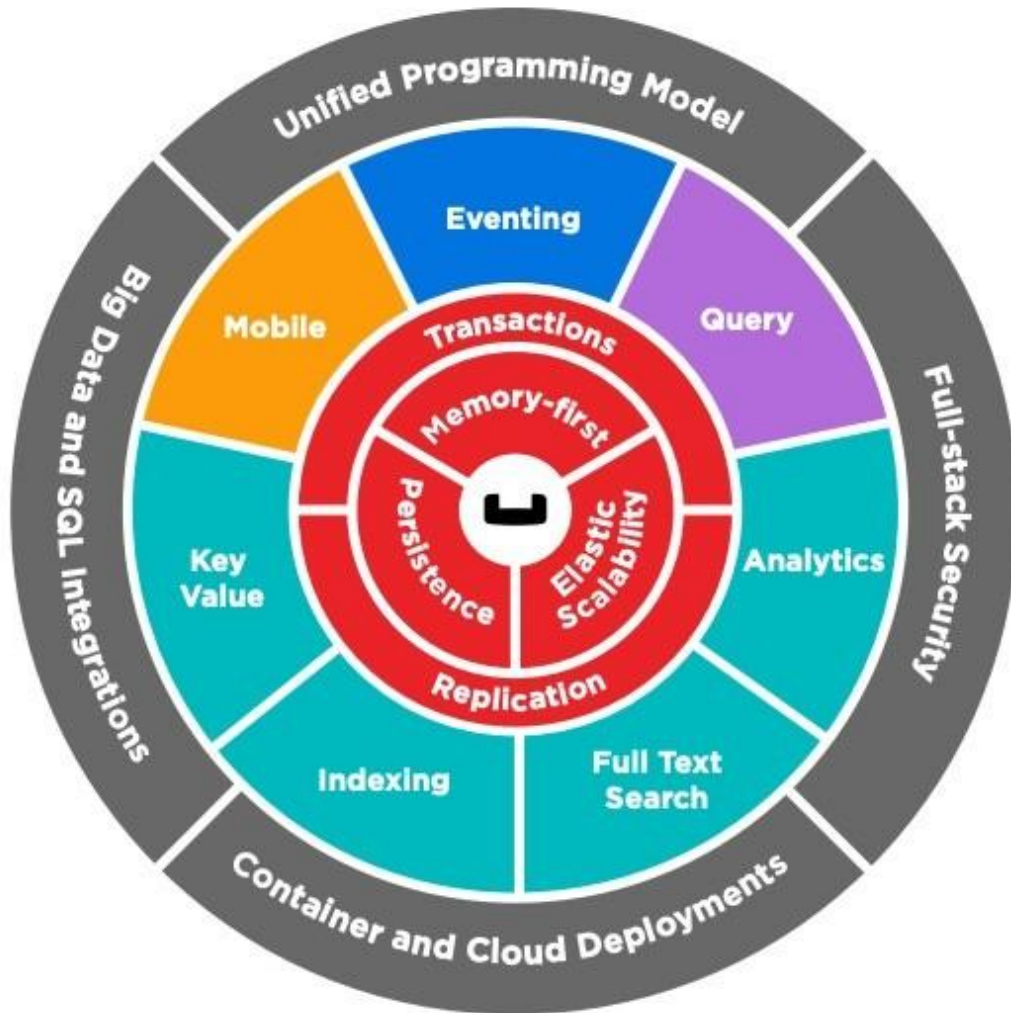 Unified Programming Model
Eventing
Mobile
Query
Transactions
Memory-first
Big Data and SQL Integrations
Full-stack Security
Persistence
Elastic
Scalability
Key
Value
Analytics
Replication
Indexing
Full Text
Search
Container and Cloud Deployments